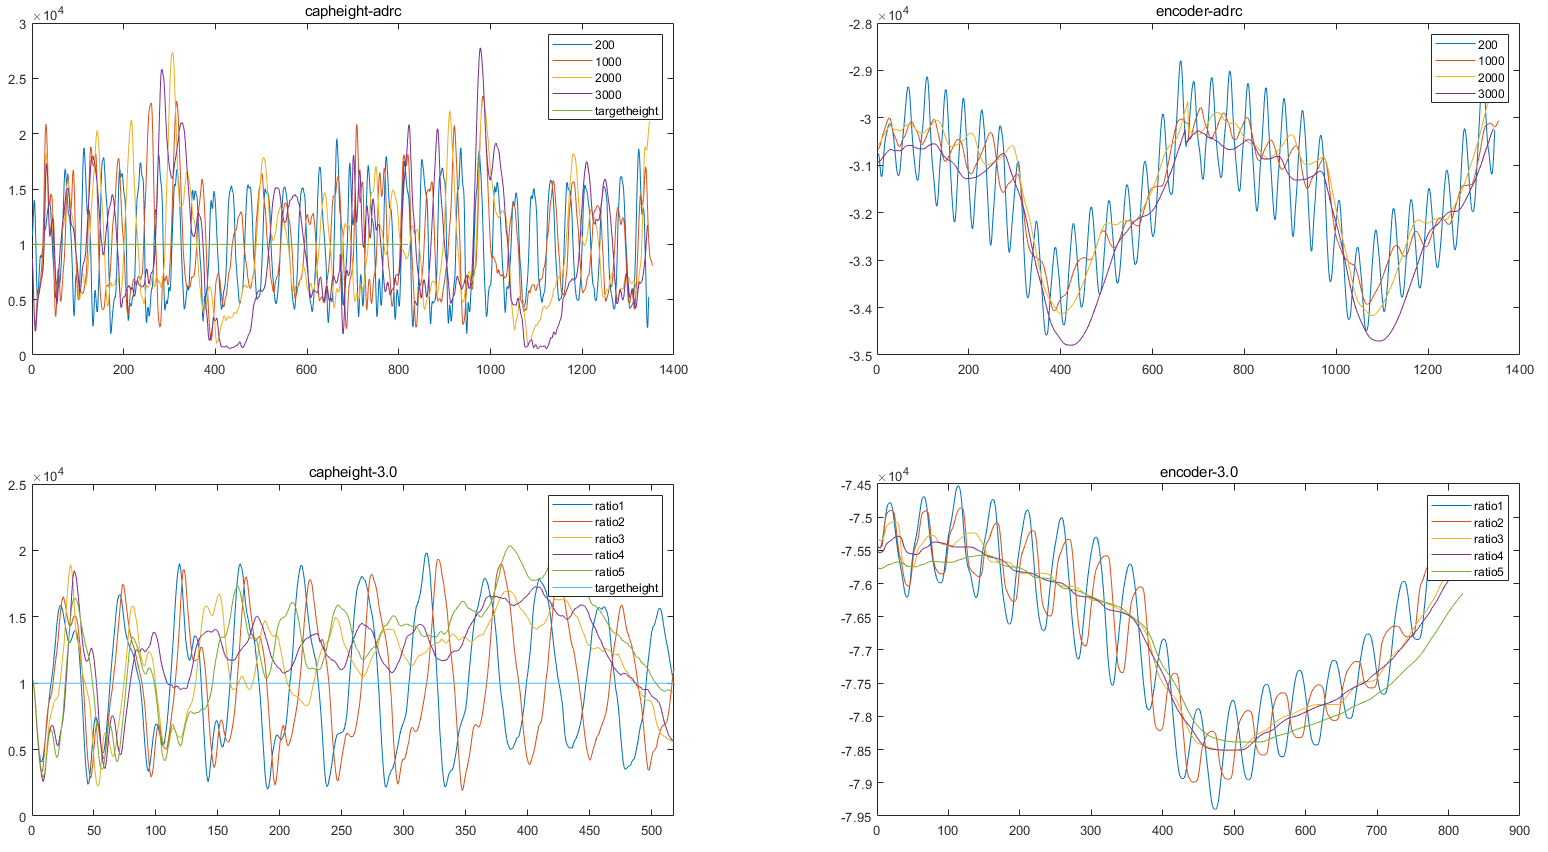 capheight-adrc
×10^4
3
2.5
2
1.5
1
0.5
0
0 200 400 600 800 1000 1200 1400
200
1000
2000
3000
targetheight
encoder-adrc
×10^4
-2.8
-2.9
-3
-3.1
-3.2
-3.3
-3.4
-3.5
0 200 400 600 800 1000 1200 1400
200
1000
2000
3000
capheight-3.0
×10^4
2.5
2
1.5
1
0.5
0
0 50 100 150 200 250 300 350 400 450 500
ratio1
ratio2
ratio3
ratio4
ratio5
targetheight
encoder-3.0
×10^4
-7.45
-7.5
-7.55
-7.6
-7.65
-7.7
-7.75
-7.8
-7.85
-7.9
-7.95
0 100 200 300 400 500 600 700 800 900
ratio1
ratio2
ratio3
ratio4
ratio5